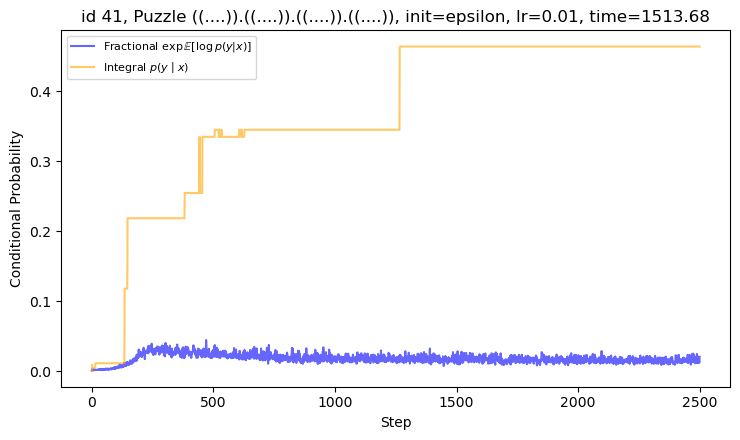 id 41, Puzzle ((....)).((....)).((....)).((....)), init=epsilon, lr=0.01, time=1513.68
Fractional exp𝔼[log p(y|x)]
Integral p(y | x)
Conditional Probability
0.4
0.3
0.2
0.1
0.0
0 500 1000 1500 2000 2500
Step